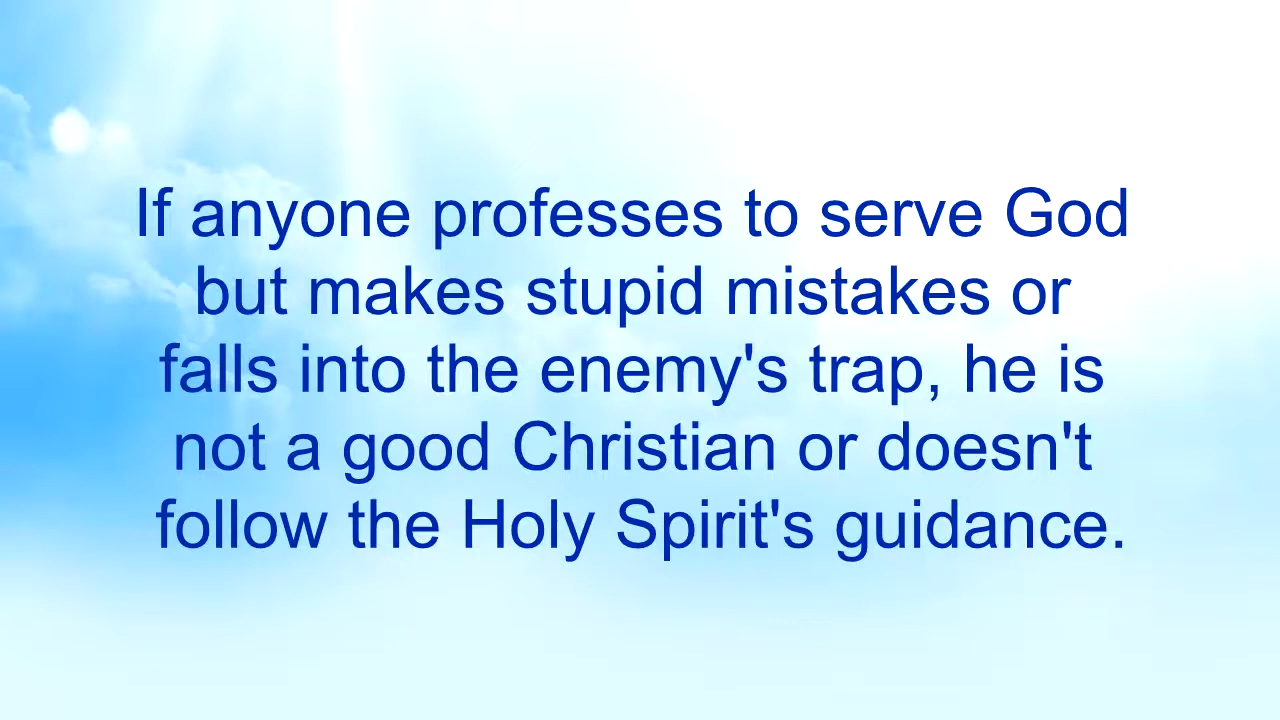 If anyone professes to serve God
but makes stupid mistakes or
falls into the enemy's trap, he is
not a good Christian or doesn't
follow the Holy Spirit's guidance.